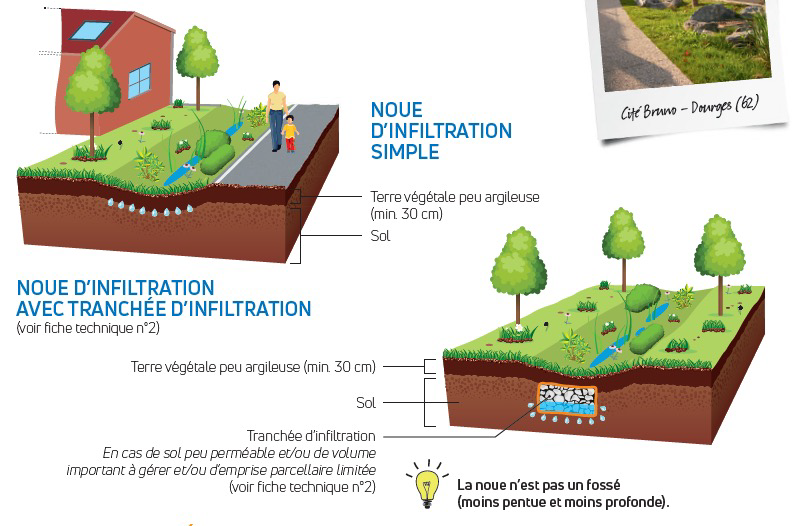 Cité Bruno - Dourges (62)
NOUE
D'INFILTRATION
SIMPLE
Terre végétale peu argileuse
(min. 30 cm)
Sol
NOUE D'INFILTRATION
AVEC TRANCHÉE D'INFILTRATION
(voir fiche technique n°2)
Terre végétale peu argileuse (min. 30 cm)
Sol
Tranchée d'infiltration
En cas de sol peu perméable et/ou de volume
important à gérer et/ou d'emprise parcellaire limitée
(voir fiche technique n°2)
La noue n'est pas un fossé
(moins pentue et moins profonde).